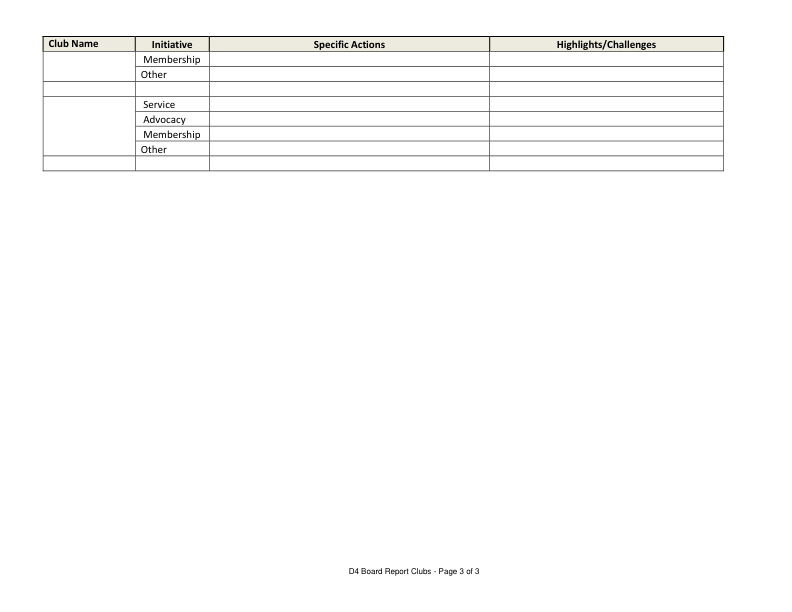 Club Name Initiative Specific Actions Highlights/Challenges
Membership
Other
Service
Advocacy
Membership
Other
D4 Board Report Clubs - Page 3 of 3